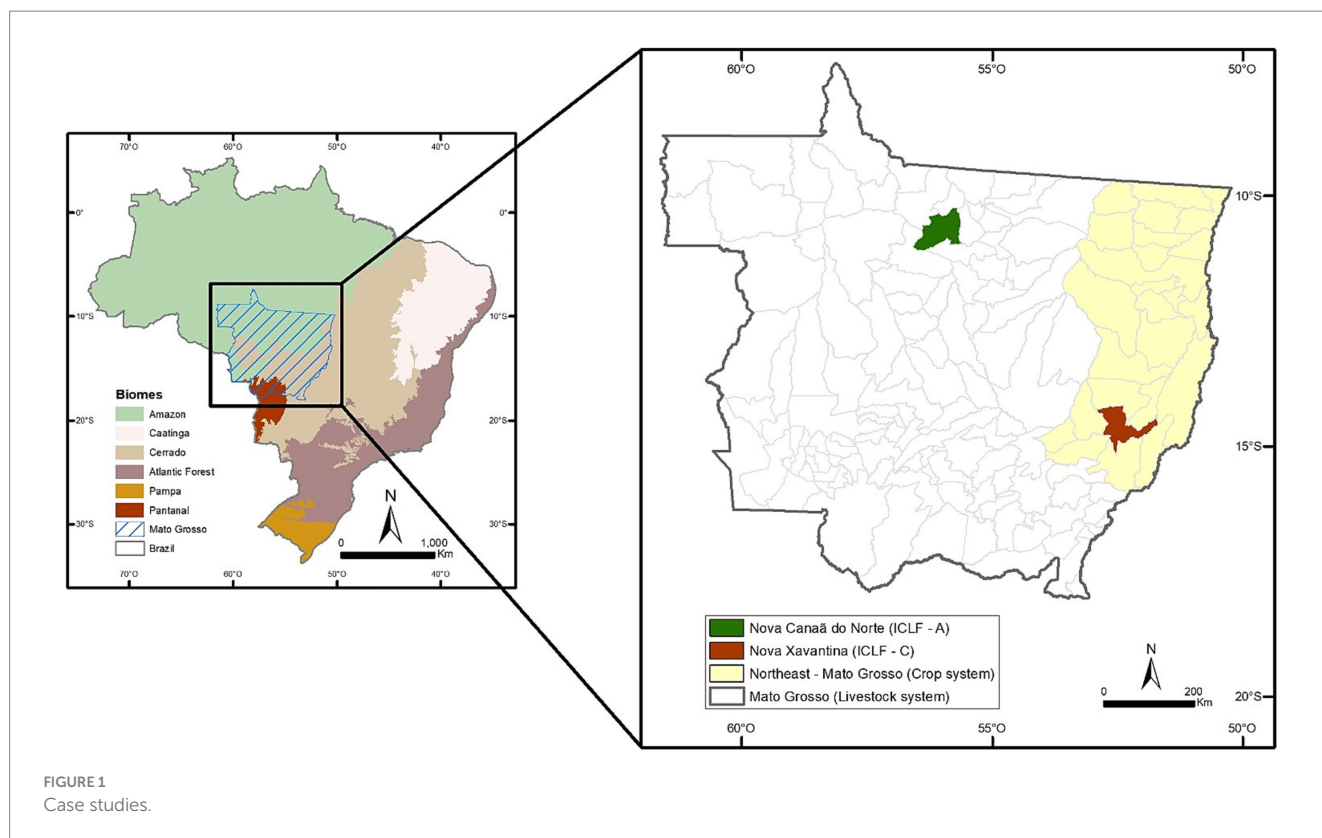 70°O 60°O 50°O 40°O
0° 0°
10°S 10°S
20°S 20°S
30°S 30°S
70°O 60°O 50°O 40°O
Biomes
Amazon
Caatinga
Cerrado
Atlantic Forest
Pampa
Pantanal
Mato Grosso
Brazil
N
0 1,000
Km
60°O 55°O 50°O
10°S
15°S
20°S
60°O 55°O 50°O
Nova Canaã do Norte (ICLF - A)
Nova Xavantina (ICLF - C)
Northeast - Mato Grosso (Crop system)
Mato Grosso (Livestock system)
N
0 200
Km
FIGURE 1
Case studies.